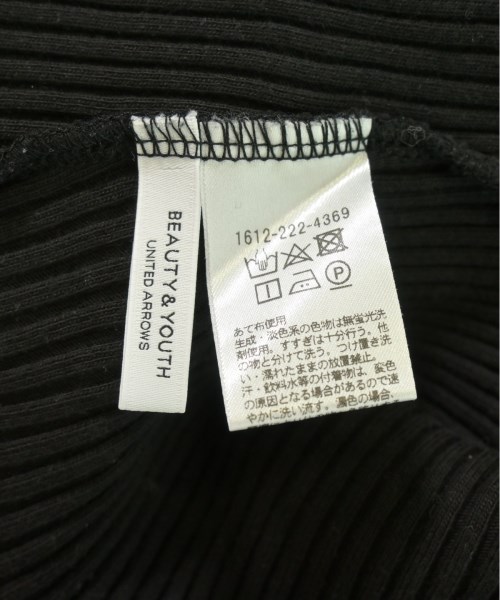 BEAUTY & YOUTH
UNITED ARROWS
1612-222-4369
P
あて布使用
生成・淡色系の色物は無蛍光洗
剤使用。すすぎは十分行う。他
の物と分けて洗う。つけ置き洗
い・濡れたままの放置禁止。
汗・飲料水等の付着物は、変色
の原因となる場合があるので速
やかに洗い流す。濃色の場合、